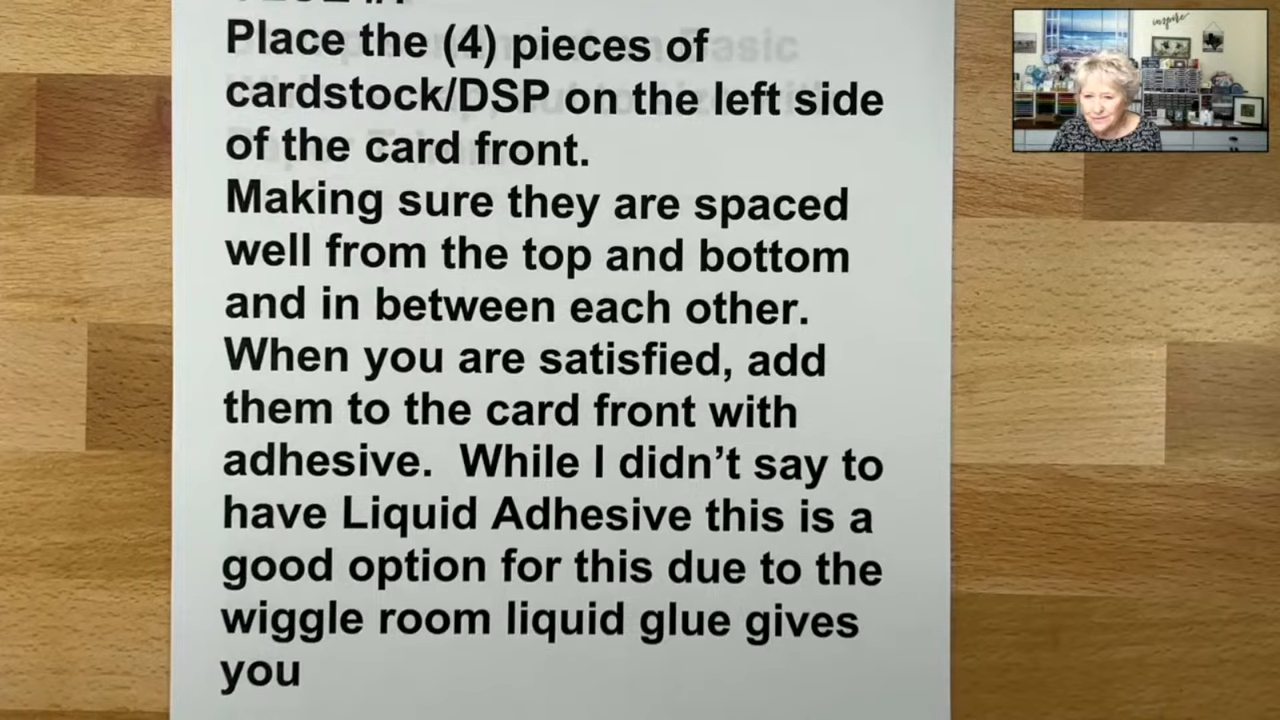 Place the (4) pieces of
cardstock/DSP on the left side
of the card front.
Making sure they are spaced
well from the top and bottom
and in between each other.
When you are satisfied, add
them to the card front with
adhesive.  While I didn’t say to
have Liquid Adhesive this is a
good option for this due to the
wiggle room liquid glue gives
you
inspire